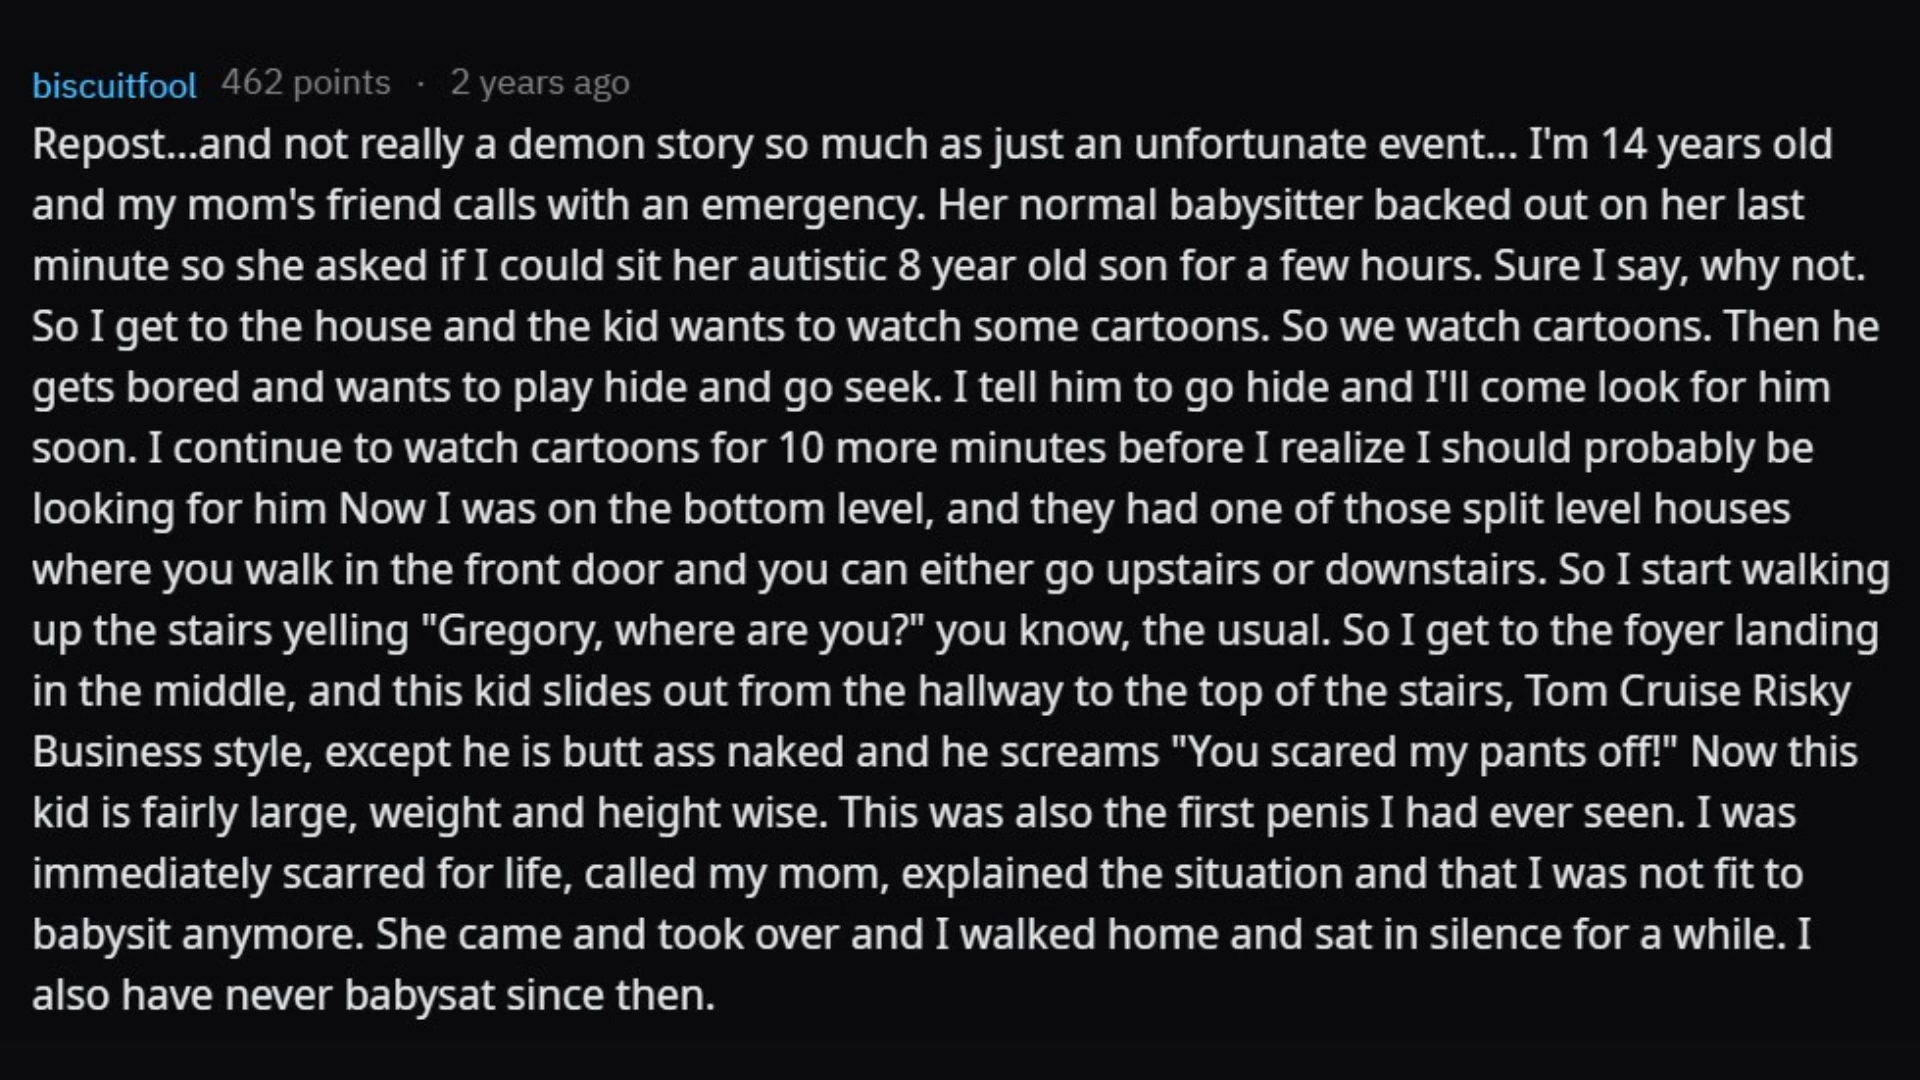 biscuitfool 462 points · 2 years ago
Repost...and not really a demon story so much as just an unfortunate event... I'm 14 years old
and my mom's friend calls with an emergency. Her normal babysitter backed out on her last
minute so she asked if I could sit her autistic 8 year old son for a few hours. Sure I say, why not.
So I get to the house and the kid wants to watch some cartoons. So we watch cartoons. Then he
gets bored and wants to play hide and go seek. I tell him to go hide and I'll come look for him
soon. I continue to watch cartoons for 10 more minutes before I realize I should probably be
looking for him Now I was on the bottom level, and they had one of those split level houses
where you walk in the front door and you can either go upstairs or downstairs. So I start walking
up the stairs yelling "Gregory, where are you?" you know, the usual. So I get to the foyer landing
in the middle, and this kid slides out from the hallway to the top of the stairs, Tom Cruise Risky
Business style, except he is butt ass naked and he screams "You scared my pants off!" Now this
kid is fairly large, weight and height wise. This was also the first penis I had ever seen. I was
immediately scarred for life, called my mom, explained the situation and that I was not fit to
babysit anymore. She came and took over and I walked home and sat in silence for a while. I
also have never babysat since then.